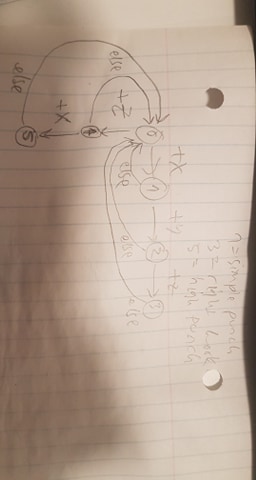 1 = simple punch
3 = right hook
5 = high punch
+X +Y +Z
0 1 2 3
else else else
+Z
else
4
+X
5
else